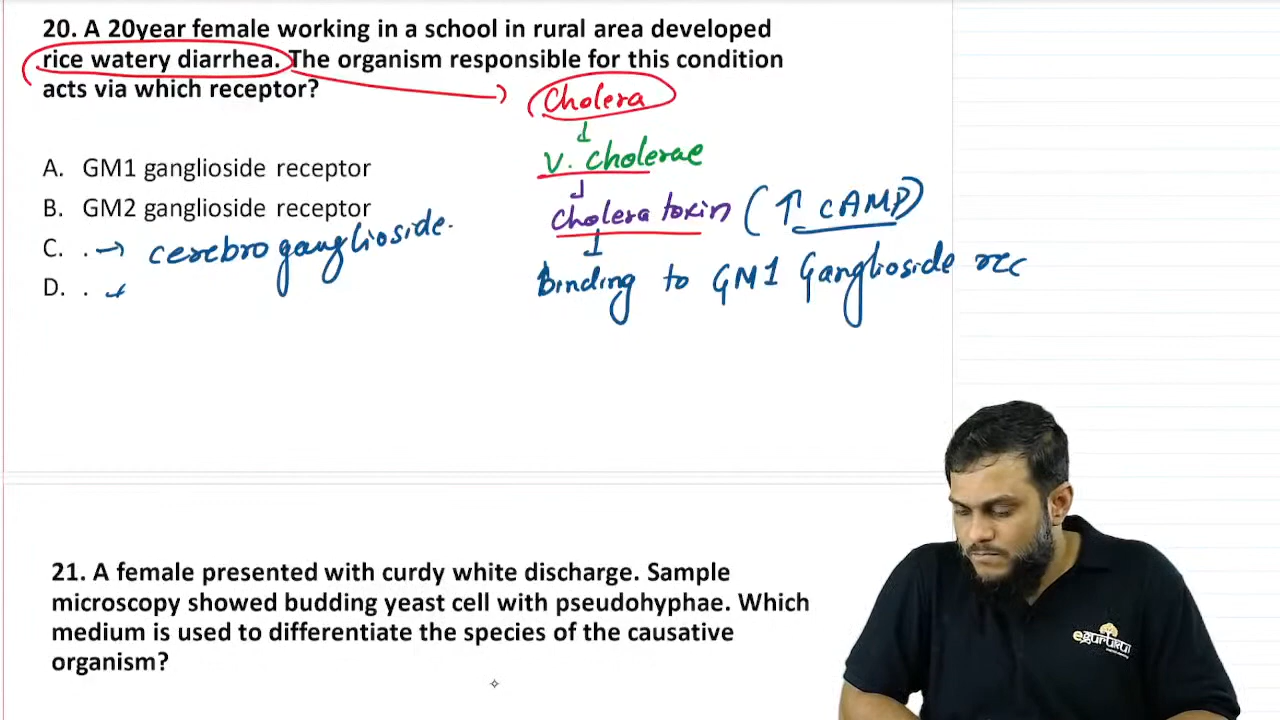 20. A 20year female working in a school in rural area developed
rice watery diarrhea. The organism responsible for this condition
acts via which receptor?
Cholera
V. cholerae
A. GM1 ganglioside receptor
B. GM2 ganglioside receptor
Cholera toxin (↑ cAMP)
C. . → cerebroganglioside.
Binding to GM1 Ganglioside rec
D. .
21. A female presented with curdy white discharge. Sample
microscopy showed budding yeast cell with pseudohyphae. Which
medium is used to differentiate the species of the causative
organism?
egurukul